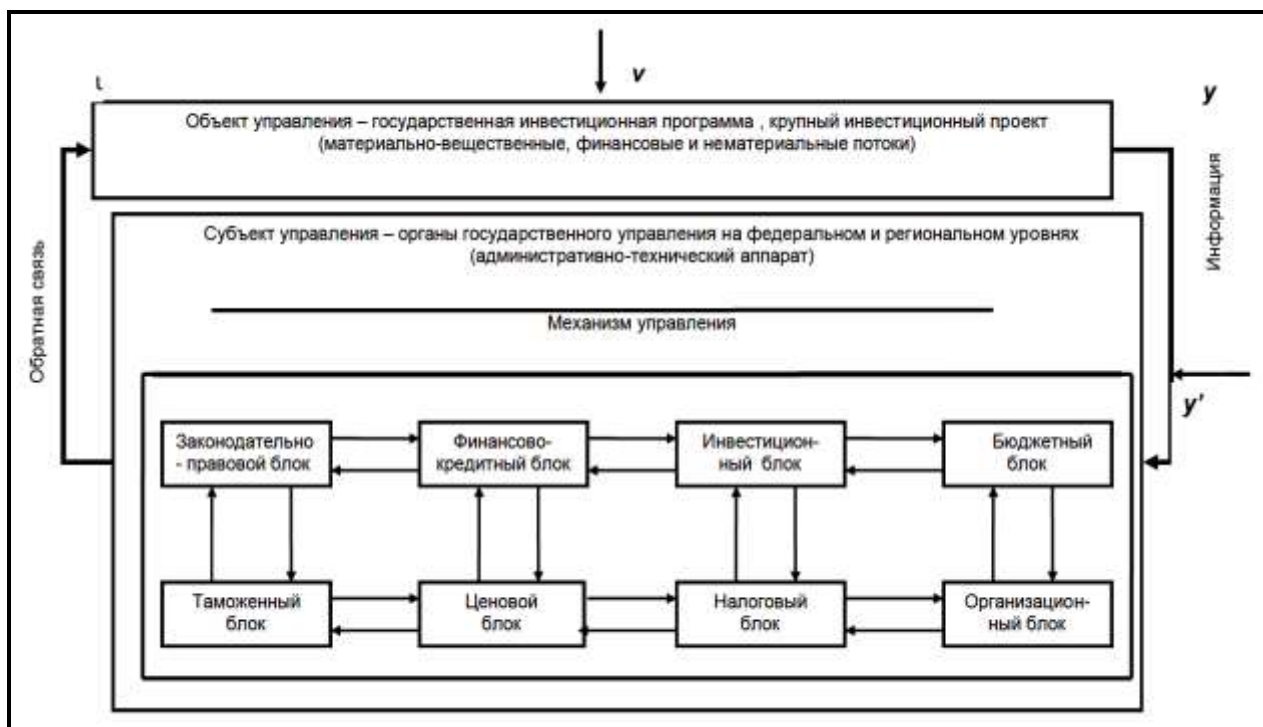 v
y
Объект управления – государственная инвестиционная программа , крупный инвестиционный проект
(материально-вещественные, финансовые и нематериальные потоки)
Информация
Обратная связь
Субъект управления – органы государственного управления на федеральном и региональном уровнях
(административно-технический аппарат)
Механизм управления
y'
Законодательно
- правовой блок
Финансово-
кредитный блок
Инвестицион-
ный блок
Бюджетный
блок
Таможенный
блок
Ценовой
блок
Налоговый
блок
Организацион-
ный блок